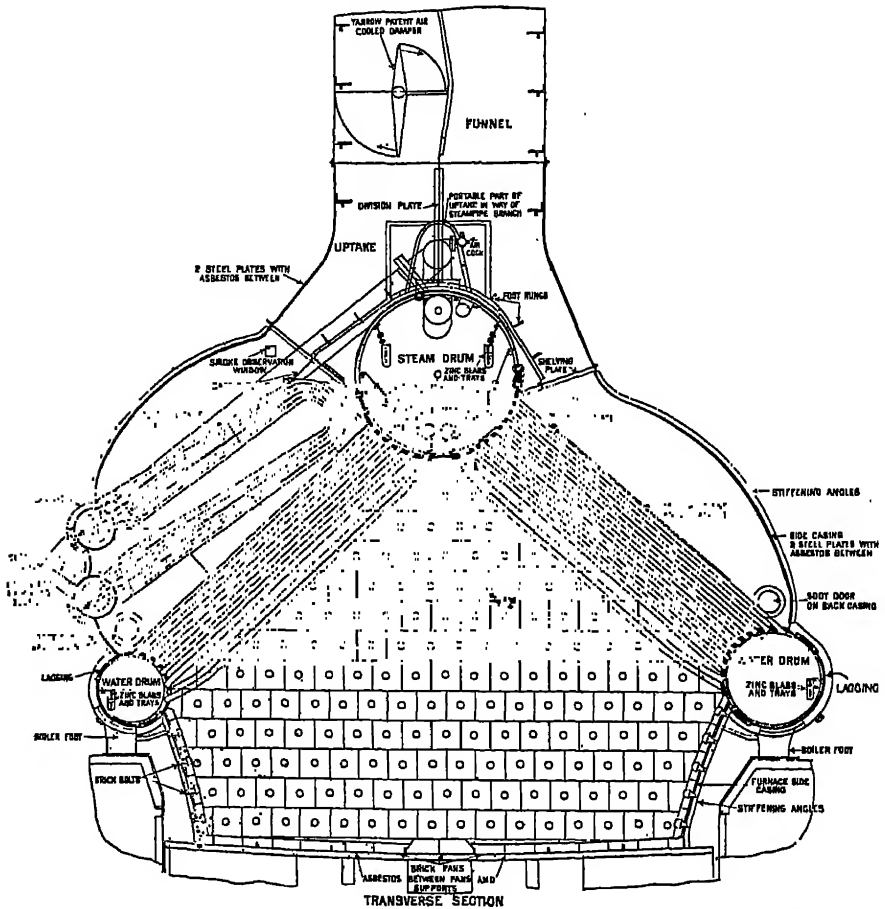 YARROW PATENT AIR
COOLED DAMPER
FUNNEL
DIVISION PLATE
PORTABLE PART OF
UPTAKE IN WAY OF
STEAMPIPE BRANCH
UPTAKE
AIR
COCK
2 STEEL PLATES WITH
ASBESTOS BETWEEN
FOOT RUNGS
STEAM DRUM
SMOKE OBSERVATION
WINDOW
ZINC SLABS
AND TRAYS
SHELVING
PLATE
STIFFENING ANGLES
SIDE CASING
2 STEEL PLATES WITH
ASBESTOS BETWEEN
SOOT DOOR
ON BACK CASING
LAGGING
WATER DRUM
ZINC SLABS
AND TRAYS
WATER DRUM
ZINC SLABS
AND TRAYS
LAGGING
BOILER FOOT
BOILER FOOT
BRICK BOLTS
FURNACE SIDE
CASING
STIFFENING ANGLES
ASBESTOS
BRICK PANS
BETWEEN PANS AND
SUPPORTS
TRANSVERSE SECTION